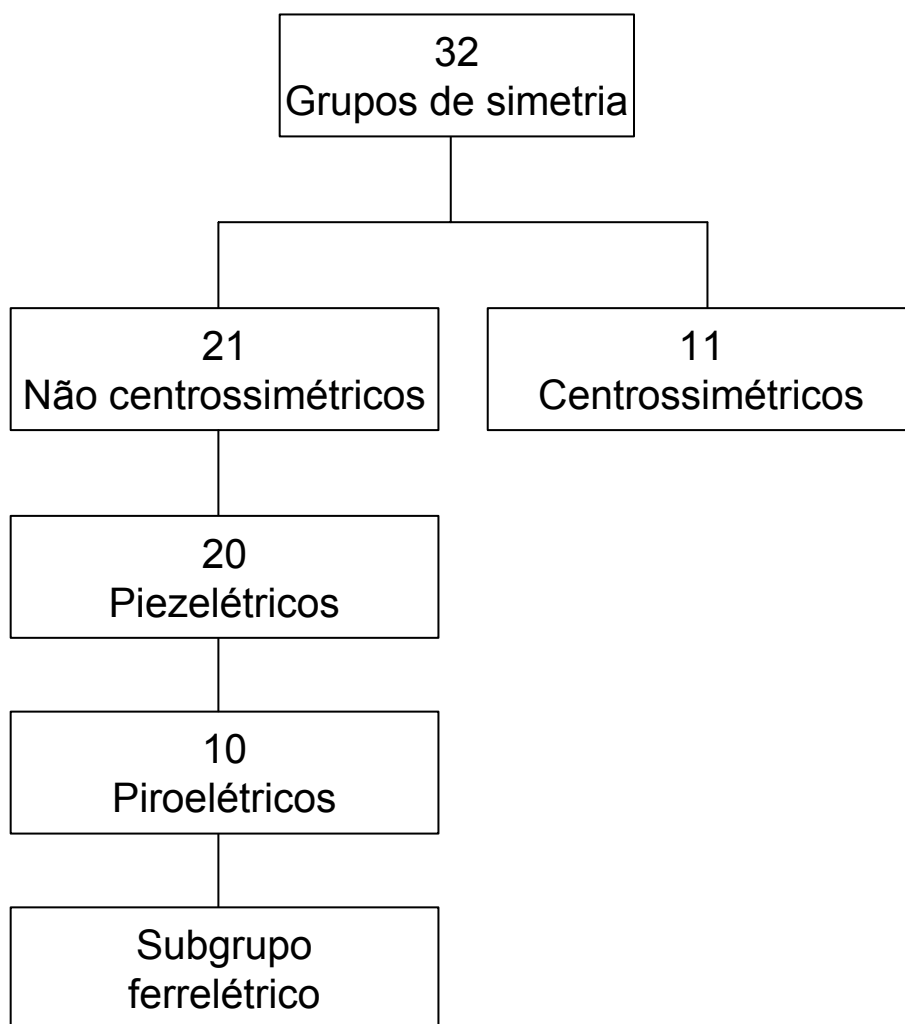 32
Grupos de simetria
21
Não centrossimétricos
11
Centrossimétricos
20
Piezelétricos
10
Piroelétricos
Subgrupo
ferrelétrico